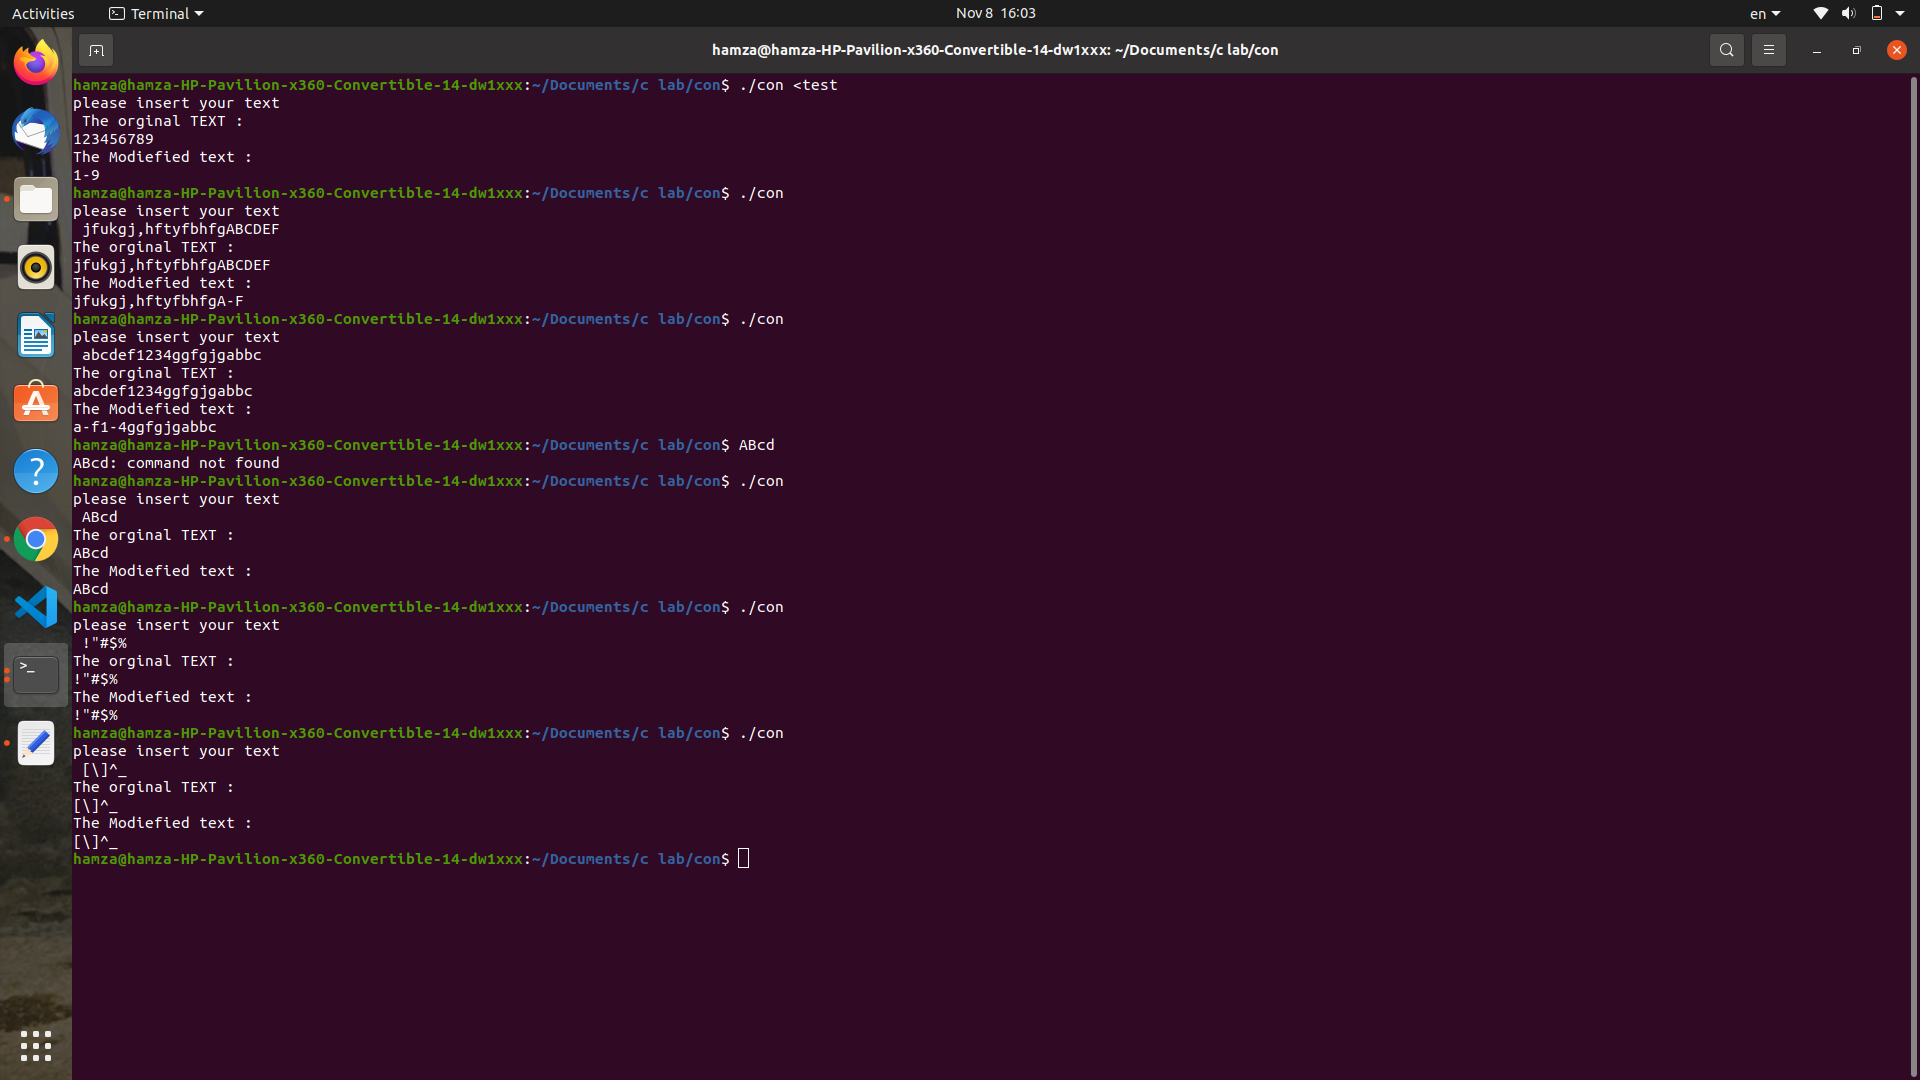 Activities
Terminal
Nov 8 16:03
en
hamza@hamza-HP-Pavilion-x360-Convertible-14-dw1xxx: ~/Documents/c lab/con
hamza@hamza-HP-Pavilion-x360-Convertible-14-dw1xxx:~/Documents/c lab/con$ ./con <test
please insert your text
 The orginal TEXT :
123456789
The Modiefied text :
1-9
hamza@hamza-HP-Pavilion-x360-Convertible-14-dw1xxx:~/Documents/c lab/con$ ./con
please insert your text
 jfukgj,hftyfbhfgABCDEF
The orginal TEXT :
jfukgj,hftyfbhfgABCDEF
The Modiefied text :
jfukgj,hftyfbhfgA-F
hamza@hamza-HP-Pavilion-x360-Convertible-14-dw1xxx:~/Documents/c lab/con$ ./con
please insert your text
 abcdef1234ggfgjgabbc
The orginal TEXT :
abcdef1234ggfgjgabbc
The Modiefied text :
a-f1-4ggfgjgabbc
hamza@hamza-HP-Pavilion-x360-Convertible-14-dw1xxx:~/Documents/c lab/con$ ABcd
ABcd: command not found
hamza@hamza-HP-Pavilion-x360-Convertible-14-dw1xxx:~/Documents/c lab/con$ ./con
please insert your text
 ABcd
The orginal TEXT :
ABcd
The Modiefied text :
ABcd
hamza@hamza-HP-Pavilion-x360-Convertible-14-dw1xxx:~/Documents/c lab/con$ ./con
please insert your text
 !"#$%
The orginal TEXT :
!"#$%
The Modiefied text :
!"#$%
hamza@hamza-HP-Pavilion-x360-Convertible-14-dw1xxx:~/Documents/c lab/con$ ./con
please insert your text
 [\]^_
The orginal TEXT :
[\]^_
The Modiefied text :
[\]^_
hamza@hamza-HP-Pavilion-x360-Convertible-14-dw1xxx:~/Documents/c lab/con$